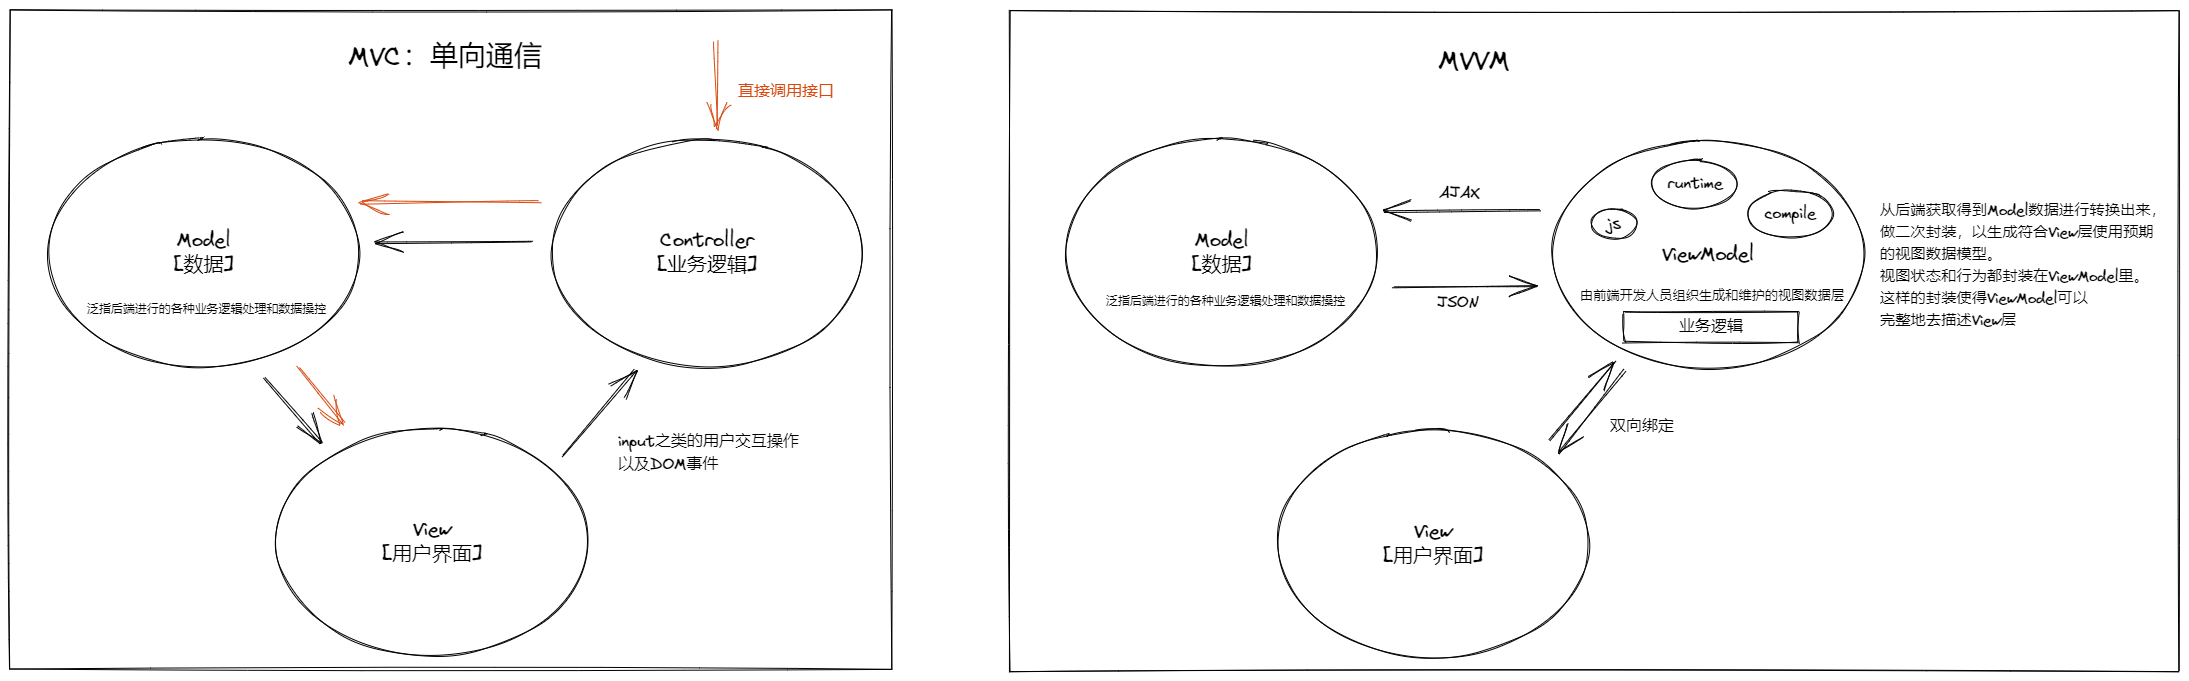 MVC：单向通信
直接调用接口
Model
[数据]
泛指后端进行的各种业务逻辑处理和数据操控
Controller
[业务逻辑]
input之类的用户交互操作
以及DOM事件
View
[用户界面]
MVVM
Model
[数据]
泛指后端进行的各种业务逻辑处理和数据操控
AJAX
JSON
runtime
compile
js
ViewModel
由前端开发人员组织生成和维护的视图数据层
业务逻辑
从后端获取得到Model数据进行转换出来，
做二次封装，以生成符合View层使用预期
的视图数据模型。
视图状态和行为都封装在ViewModel里。
这样的封装使得ViewModel可以
完整地去描述View层
双向绑定
View
[用户界面]